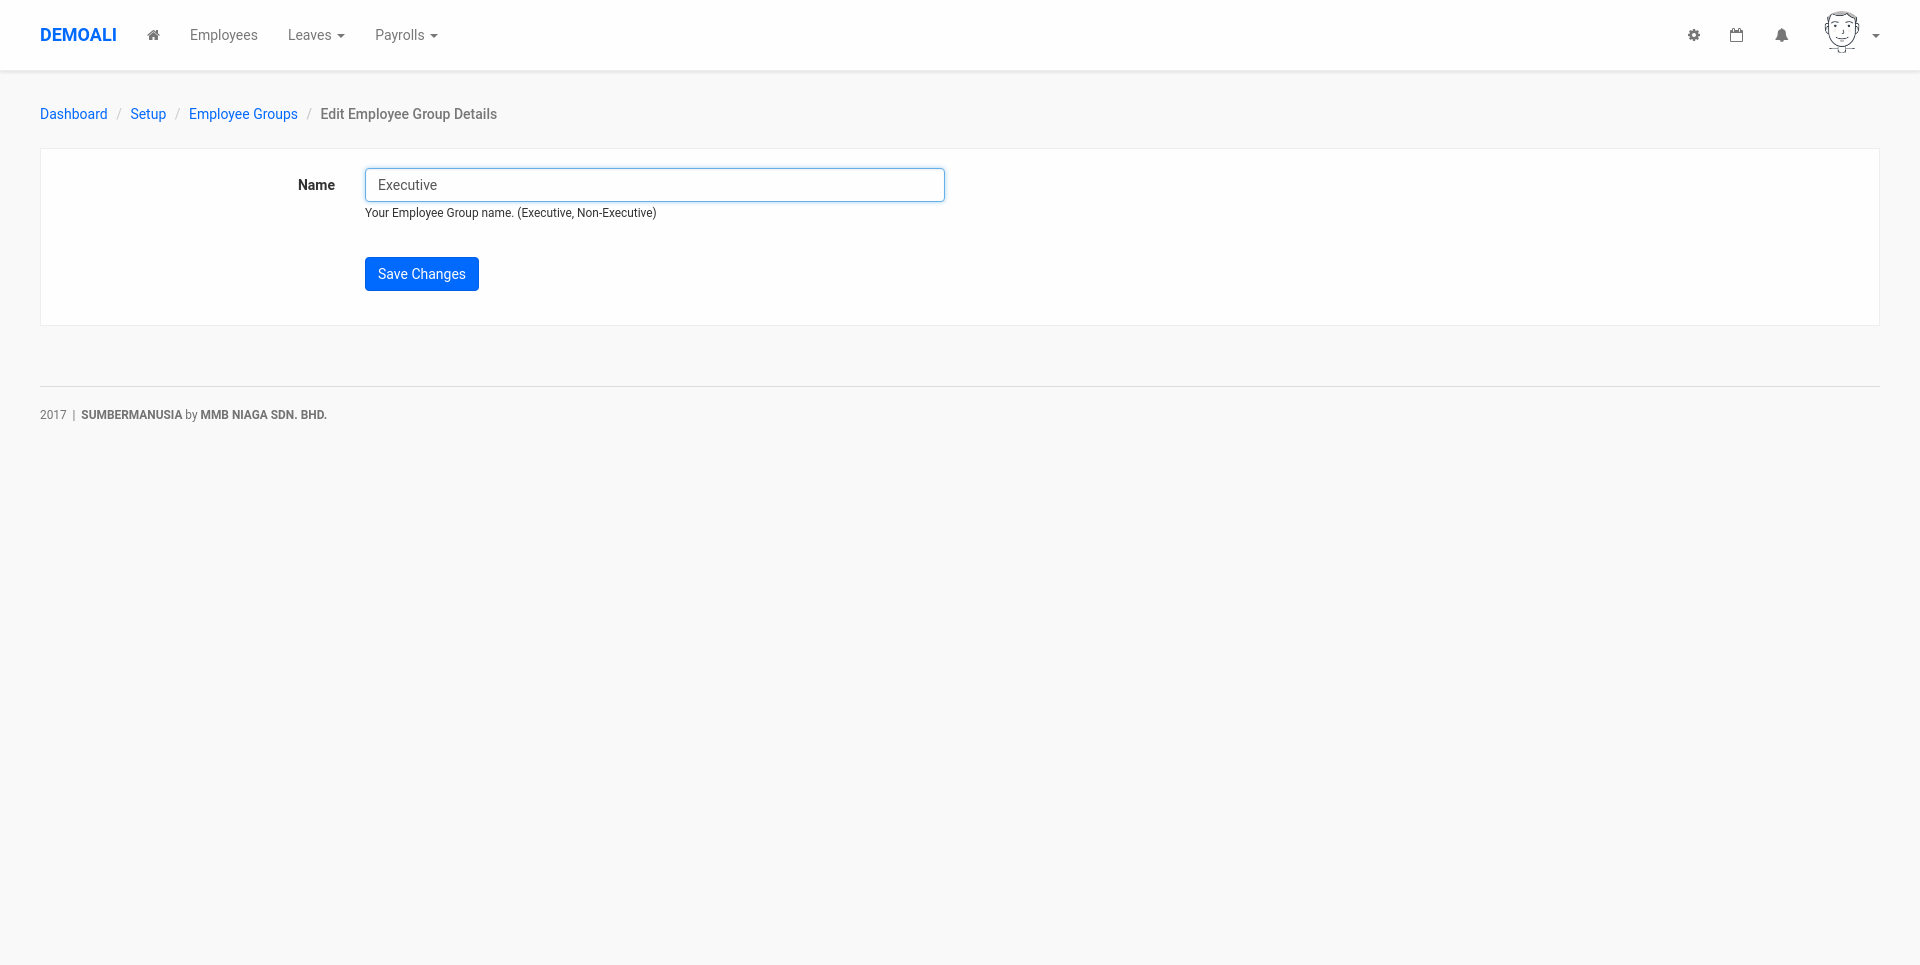 DEMOALI Employees Leaves Payrolls
Dashboard / Setup / Employee Groups / Edit Employee Group Details
Name Executive
Your Employee Group name. (Executive, Non-Executive)
Save Changes
2017 | SUMBERMANUSIA by MMB NIAGA SDN. BHD.